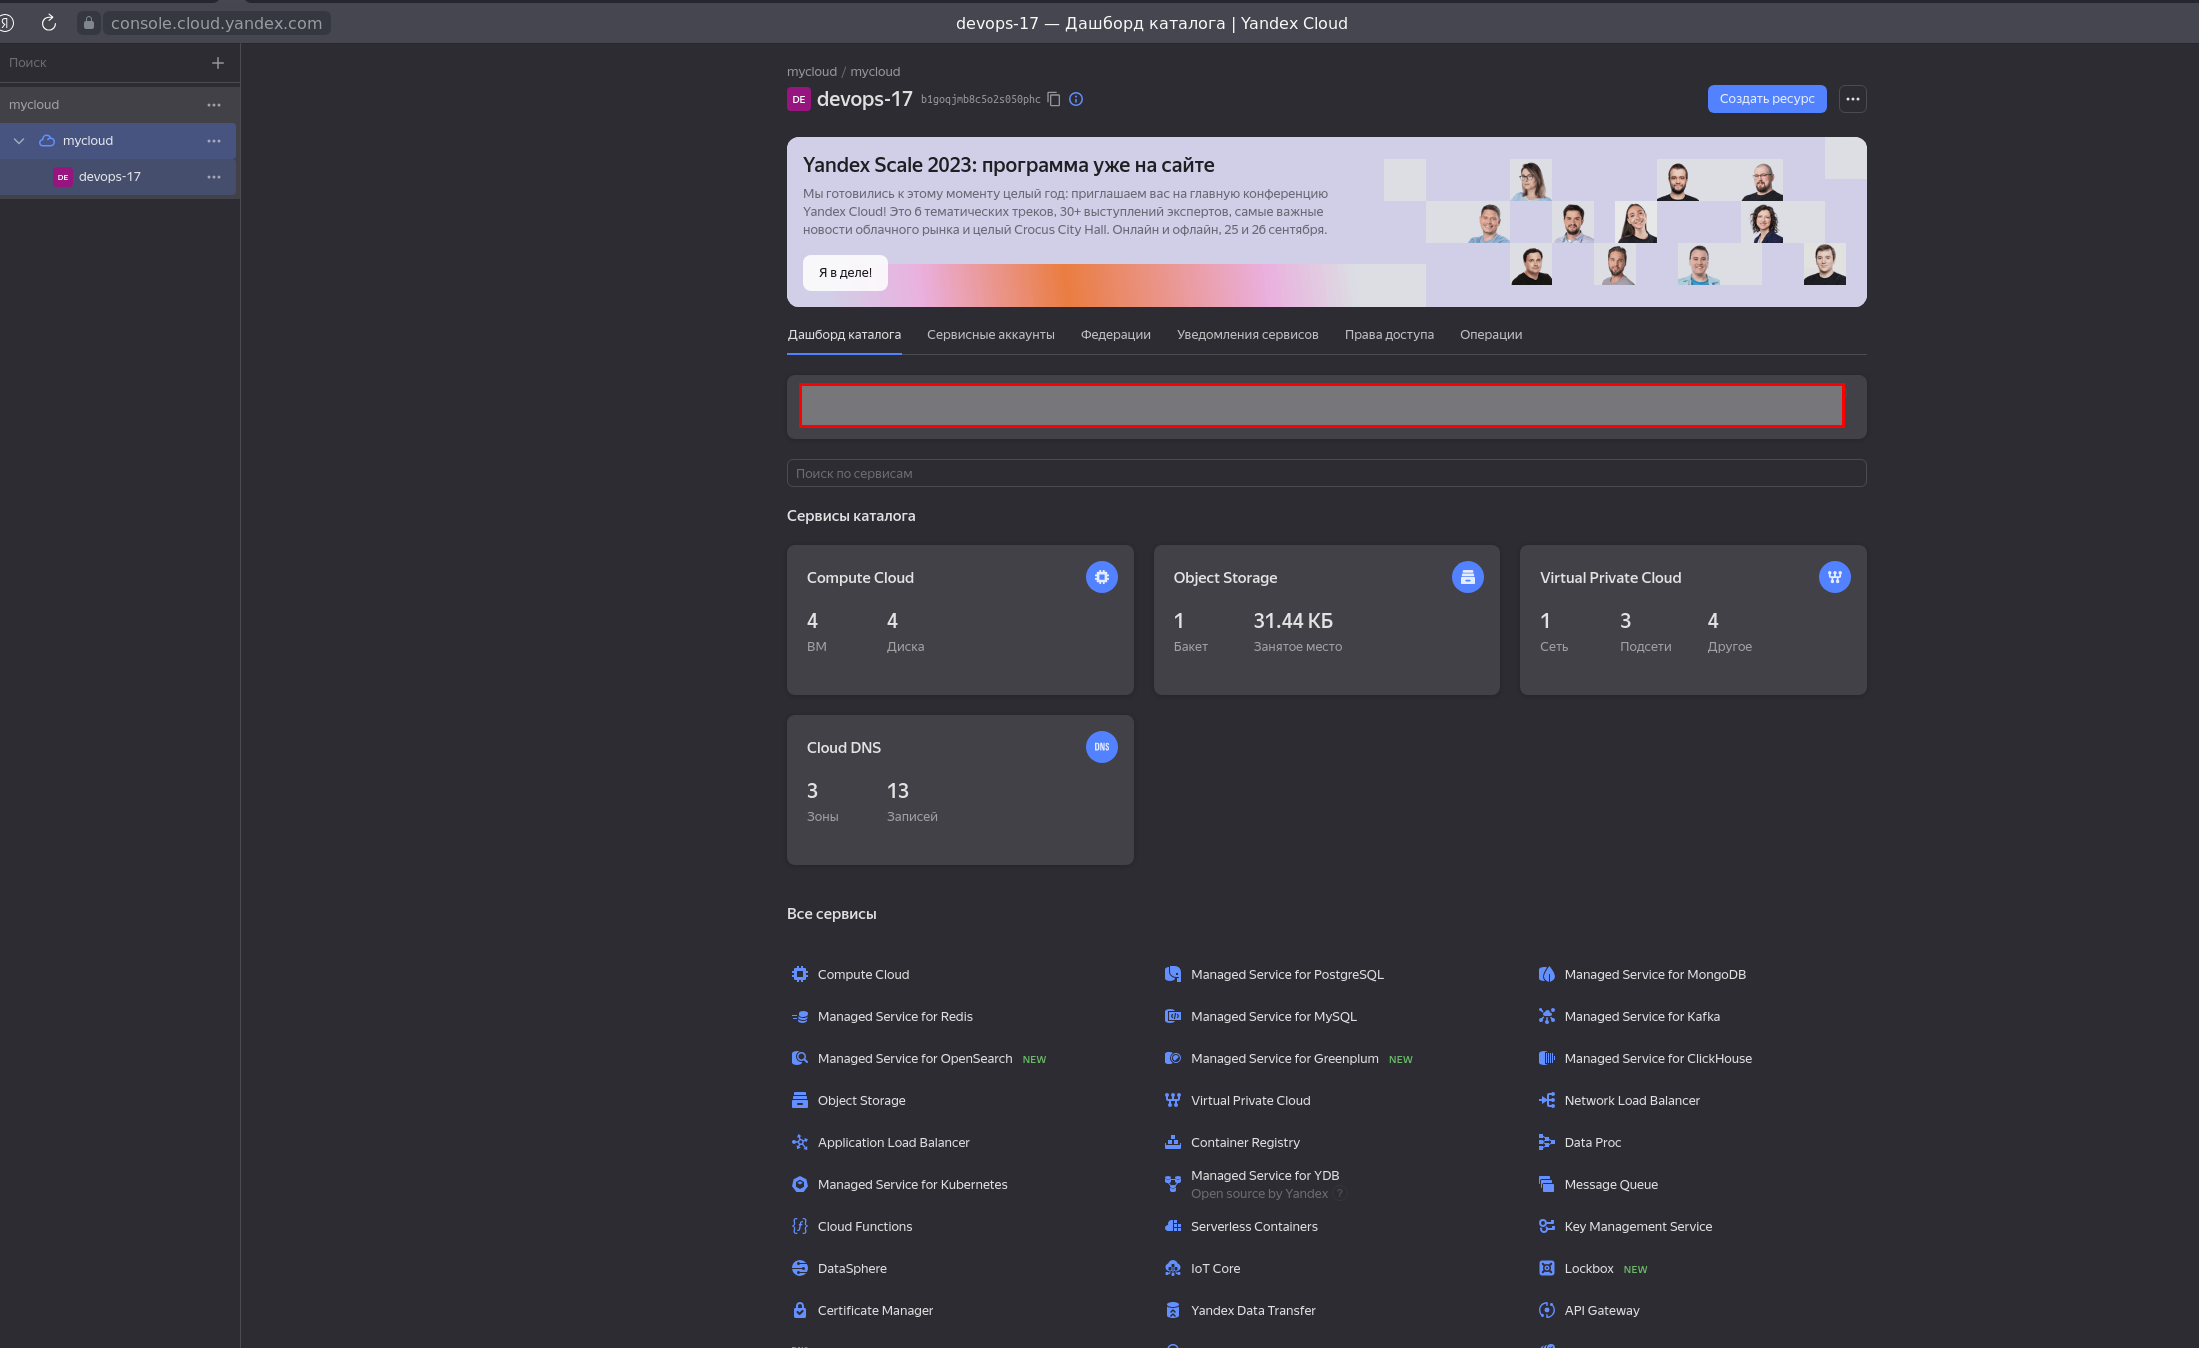 console.cloud.yandex.com
devops-17 — Дашборд каталога | Yandex Cloud
Поиск
mycloud
mycloud
DE devops-17
mycloud / mycloud
DE devops-17 b1goqjmb8c5o2s050phc
Создать ресурс
Yandex Scale 2023: программа уже на сайте
Мы готовились к этому моменту целый год: приглашаем вас на главную конференцию
Yandex Cloud! Это 6 тематических треков, 30+ выступлений экспертов, самые важные
новости облачного рынка и целый Crocus City Hall. Онлайн и офлайн, 25 и 26 сентября.
Я в деле!
Дашборд каталога Сервисные аккаунты Федерации Уведомления сервисов Права доступа Операции
Поиск по сервисам
Сервисы каталога
Compute Cloud
4 4
ВМ Диска
Object Storage
1 31.44 КБ
Бакет Занятое место
Virtual Private Cloud
1 3 4
Сеть Подсети Другое
Cloud DNS
DNS
3 13
Зоны Записей
Все сервисы
Compute Cloud
Managed Service for PostgreSQL
Managed Service for MongoDB
Managed Service for Redis
Managed Service for MySQL
Managed Service for Kafka
Managed Service for OpenSearch NEW
Managed Service for Greenplum NEW
Managed Service for ClickHouse
Object Storage
Virtual Private Cloud
Network Load Balancer
Application Load Balancer
Container Registry
Data Proc
Managed Service for Kubernetes
Managed Service for YDB
Open source by Yandex ?
Message Queue
Cloud Functions
Serverless Containers
Key Management Service
DataSphere
IoT Core
Lockbox NEW
Certificate Manager
Yandex Data Transfer
API Gateway